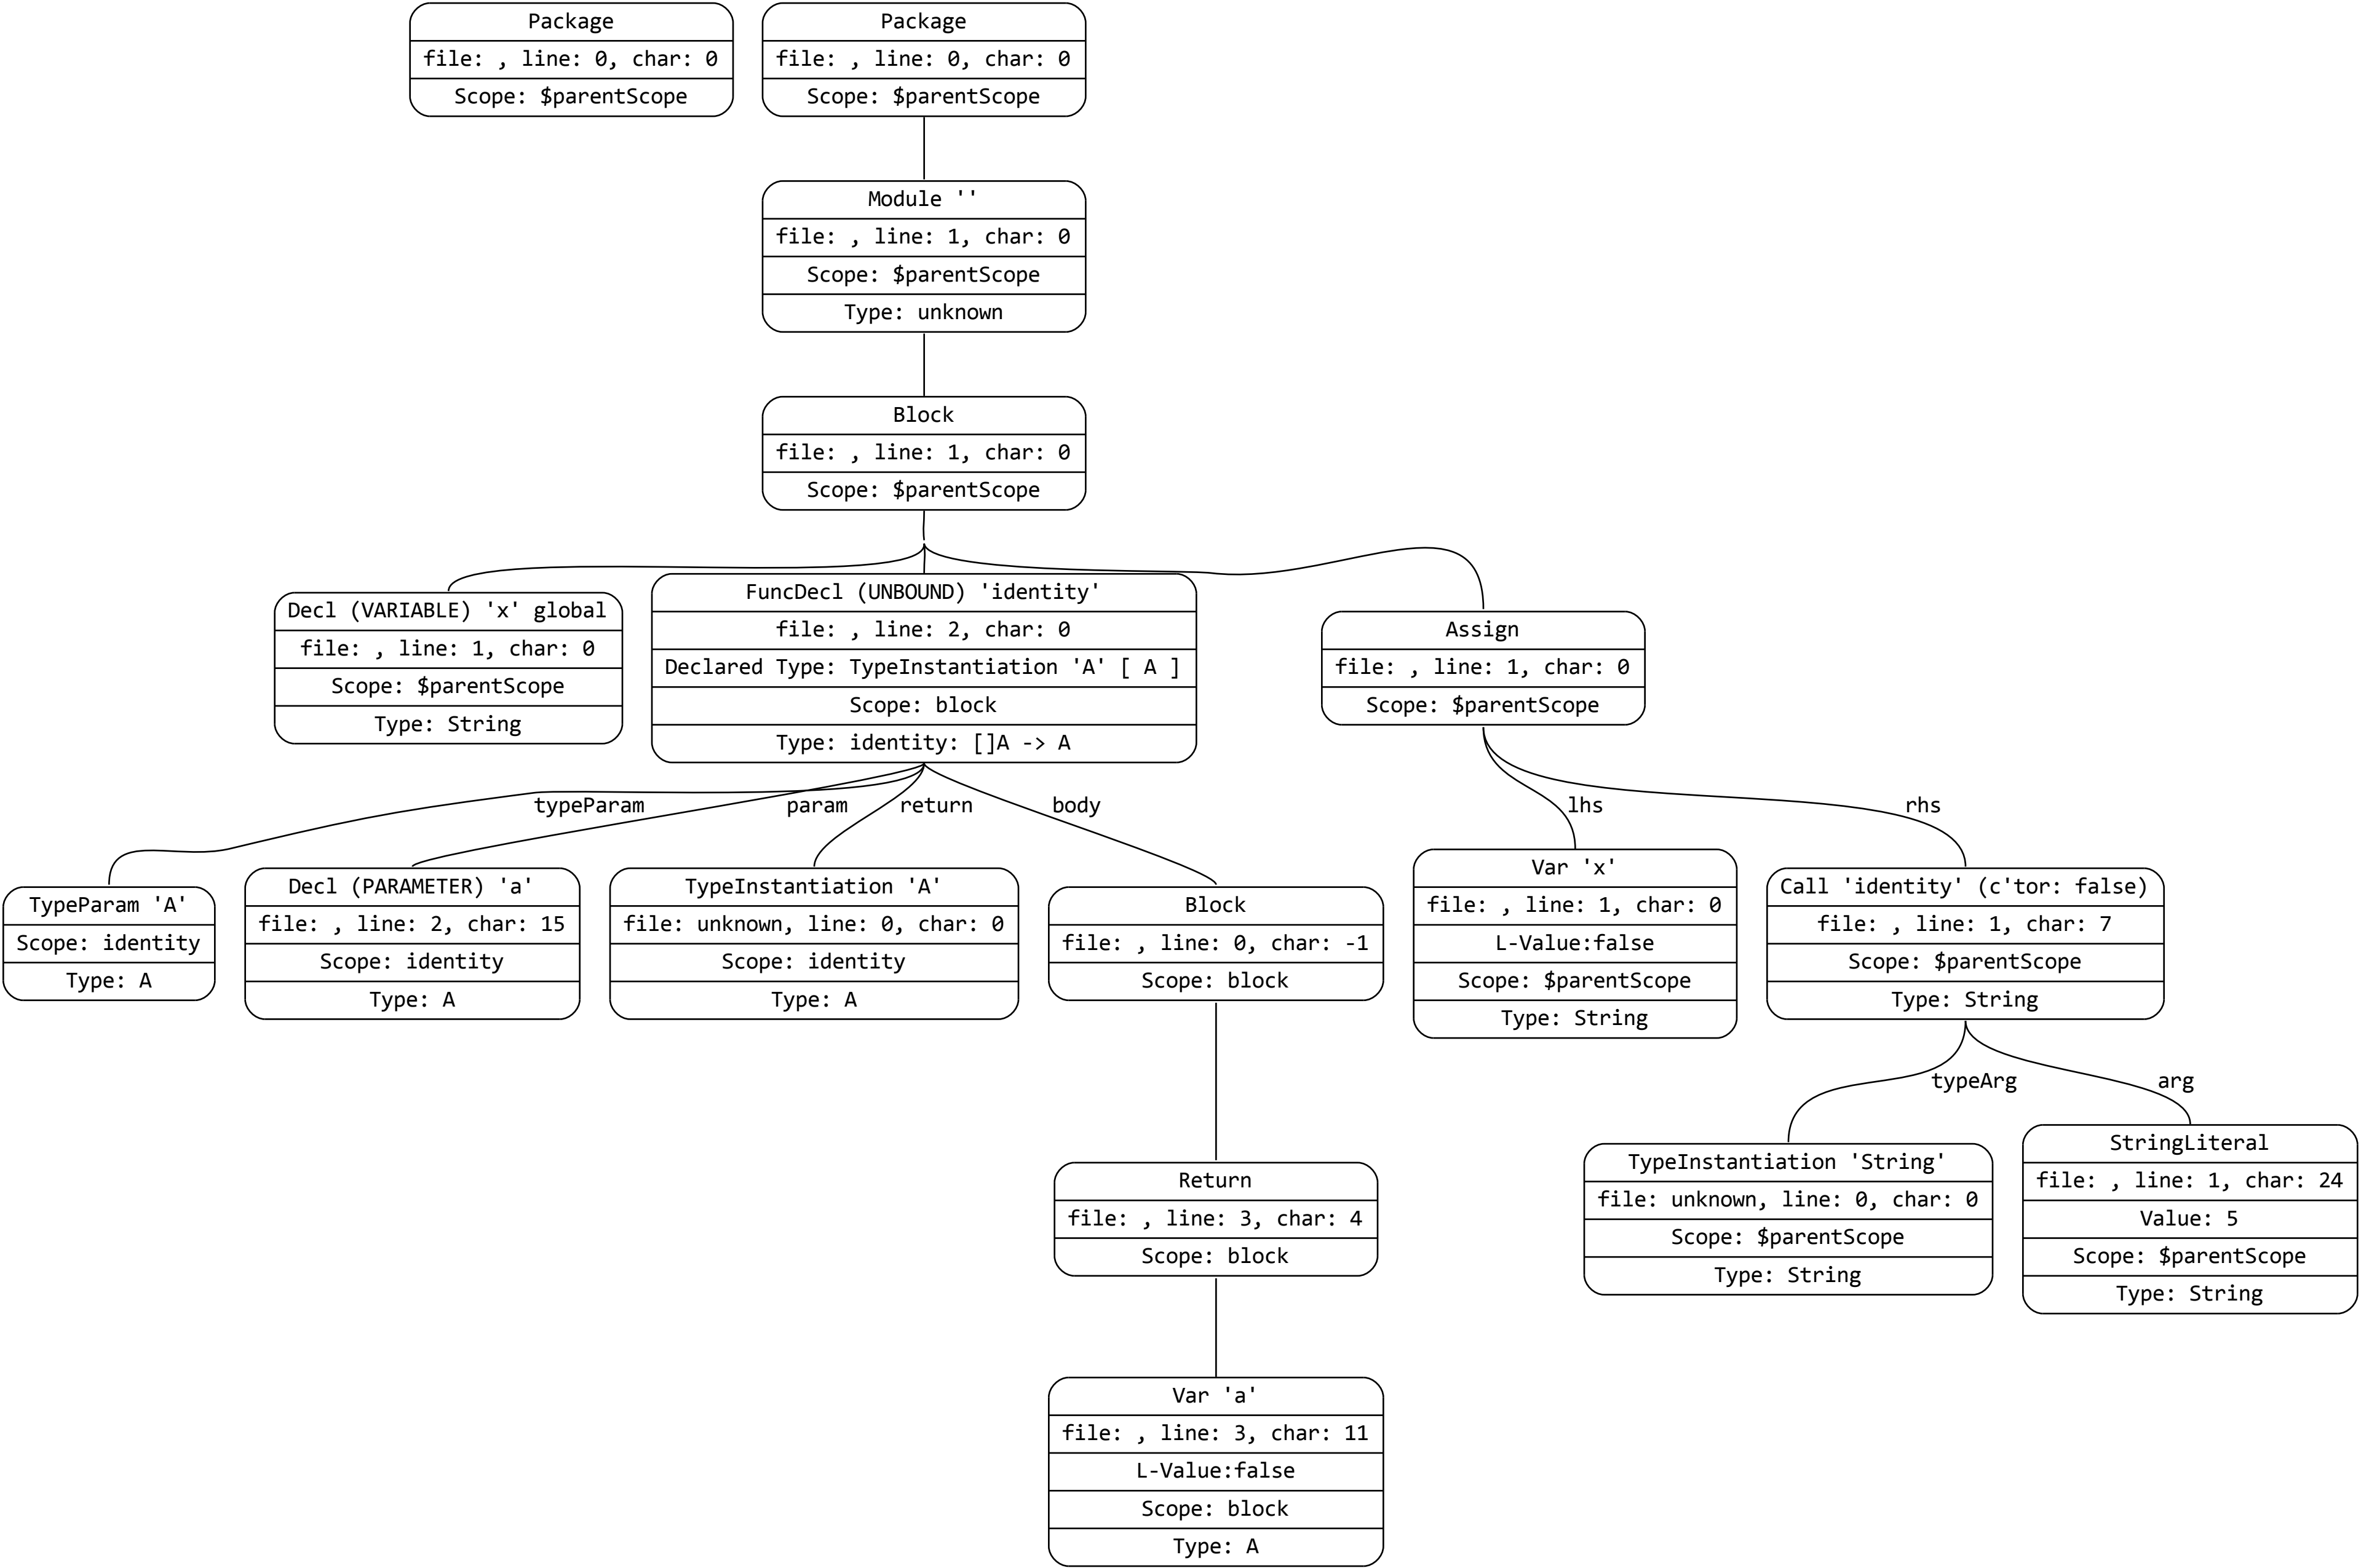 Package
file: , line: 0, char: 0
Scope: $parentScope
Package
file: , line: 0, char: 0
Scope: $parentScope
Module ''
file: , line: 1, char: 0
Scope: $parentScope
Type: unknown
Block
file: , line: 1, char: 0
Scope: $parentScope
Decl (VARIABLE) 'x' global
file: , line: 1, char: 0
Scope: $parentScope
Type: String
FuncDecl (UNBOUND) 'identity'
file: , line: 2, char: 0
Declared Type: TypeInstantiation 'A' [ A ]
Scope: block
Type: identity: []A -> A
Assign
file: , line: 1, char: 0
Scope: $parentScope
typeParam
param
return
body
lhs
rhs
TypeParam 'A'
Scope: identity
Type: A
Decl (PARAMETER) 'a'
file: , line: 2, char: 15
Scope: identity
Type: A
TypeInstantiation 'A'
file: unknown, line: 0, char: 0
Scope: identity
Type: A
Block
file: , line: 0, char: -1
Scope: block
Var 'x'
file: , line: 1, char: 0
L-Value:false
Scope: $parentScope
Type: String
Call 'identity' (c'tor: false)
file: , line: 1, char: 7
Scope: $parentScope
Type: String
typeArg
arg
Return
file: , line: 3, char: 4
Scope: block
TypeInstantiation 'String'
file: unknown, line: 0, char: 0
Scope: $parentScope
Type: String
StringLiteral
file: , line: 1, char: 24
Value: 5
Scope: $parentScope
Type: String
Var 'a'
file: , line: 3, char: 11
L-Value:false
Scope: block
Type: A